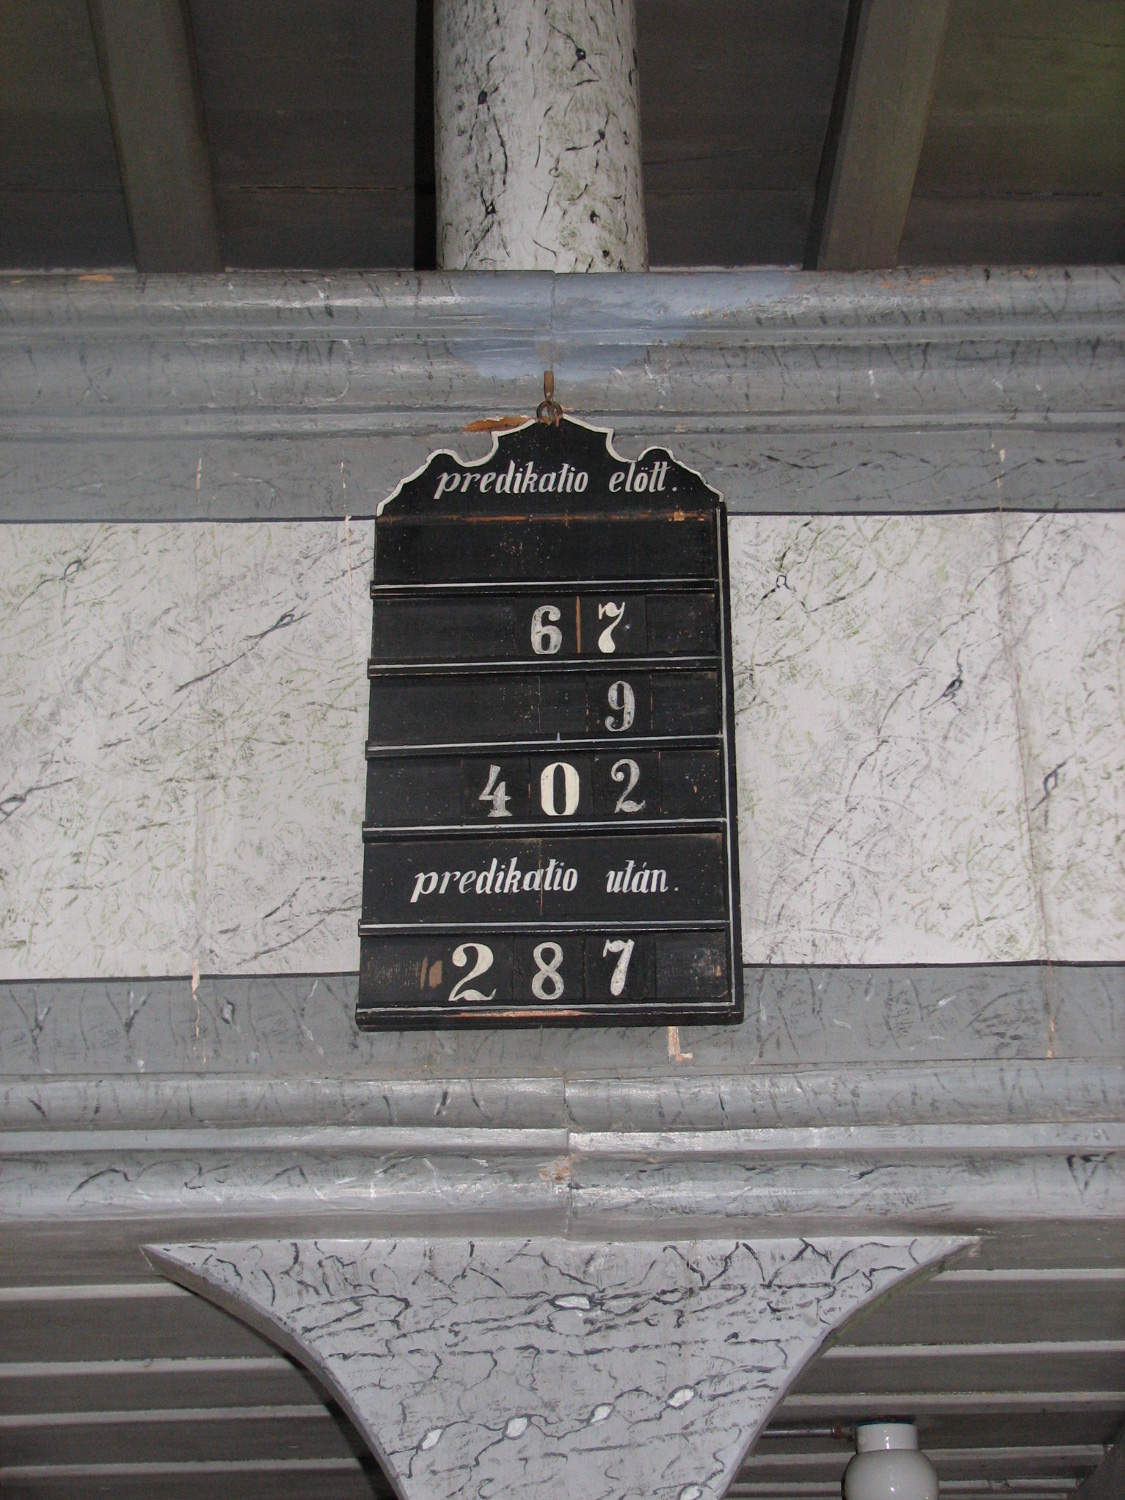 predikatio elött.
67
9
402
predikatio után.
287